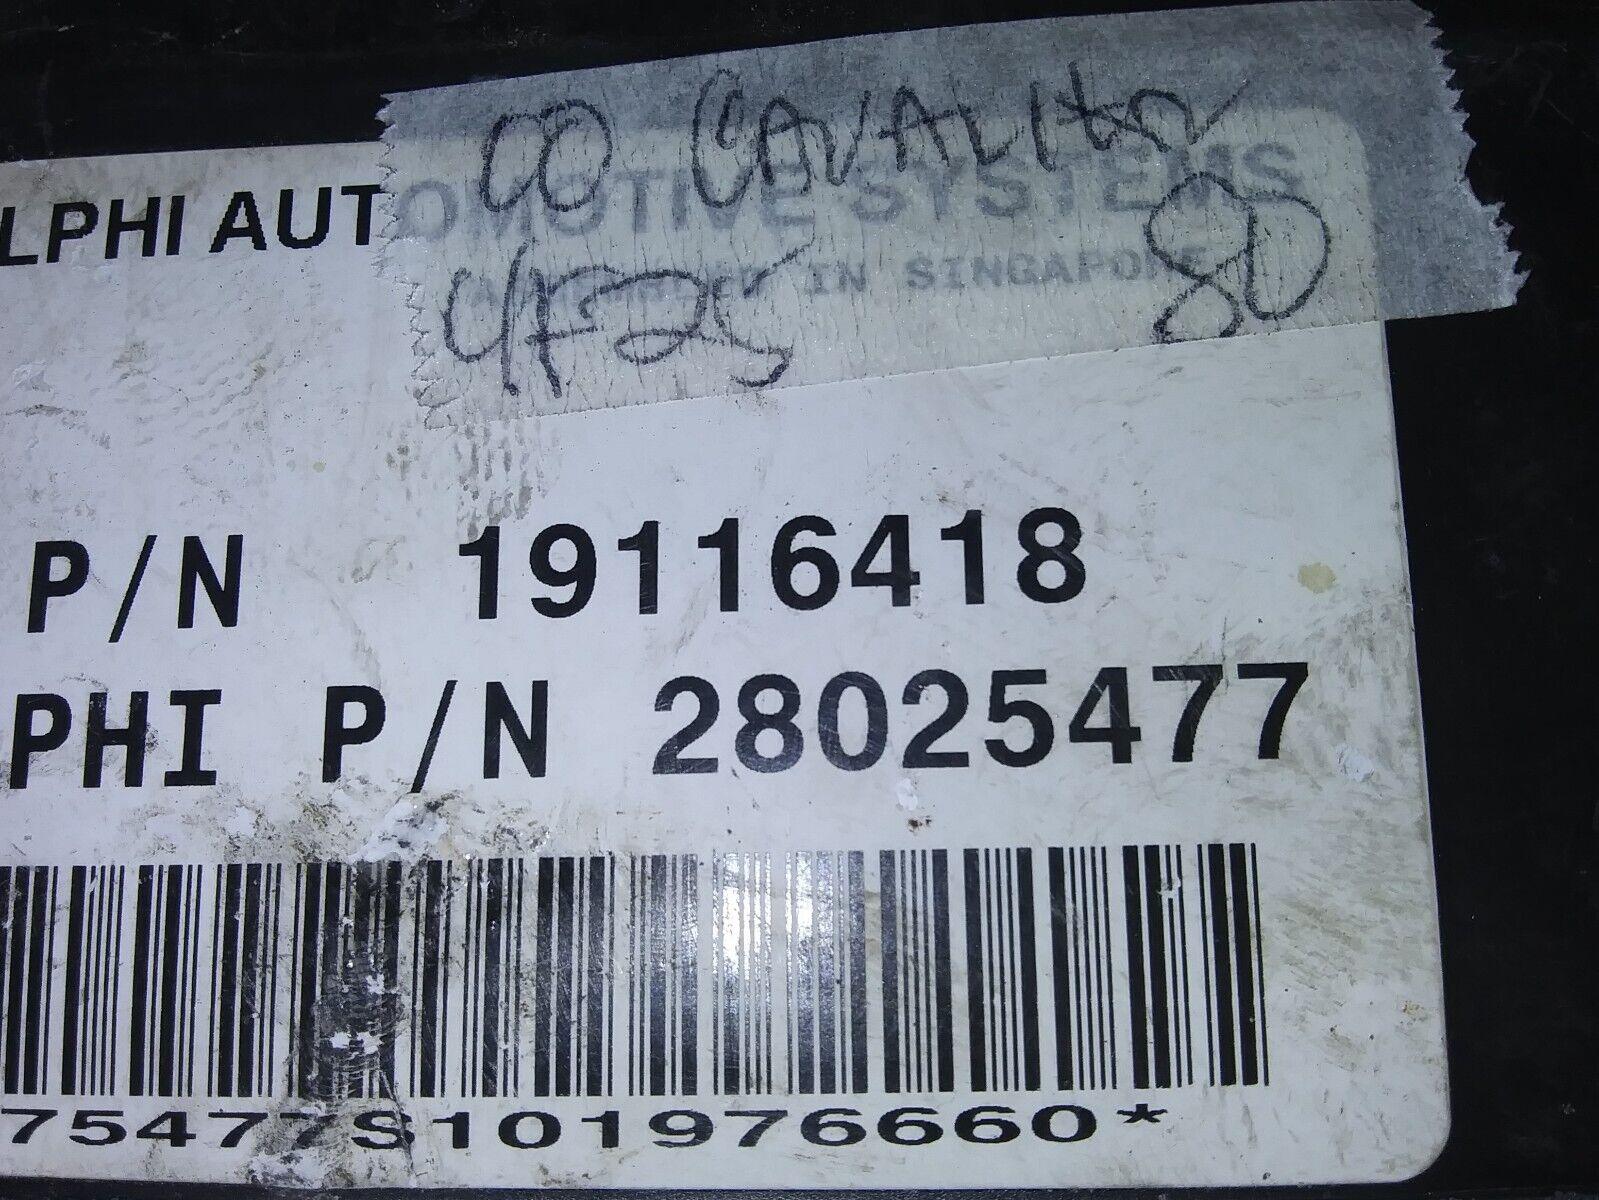 00 CAVALIER
LPHI AUTOMOTIVE SYSTEMS
IN SINGAPORE
4F25 80
P/N 19116418
PHI P/N 28025477
75477S101976660*